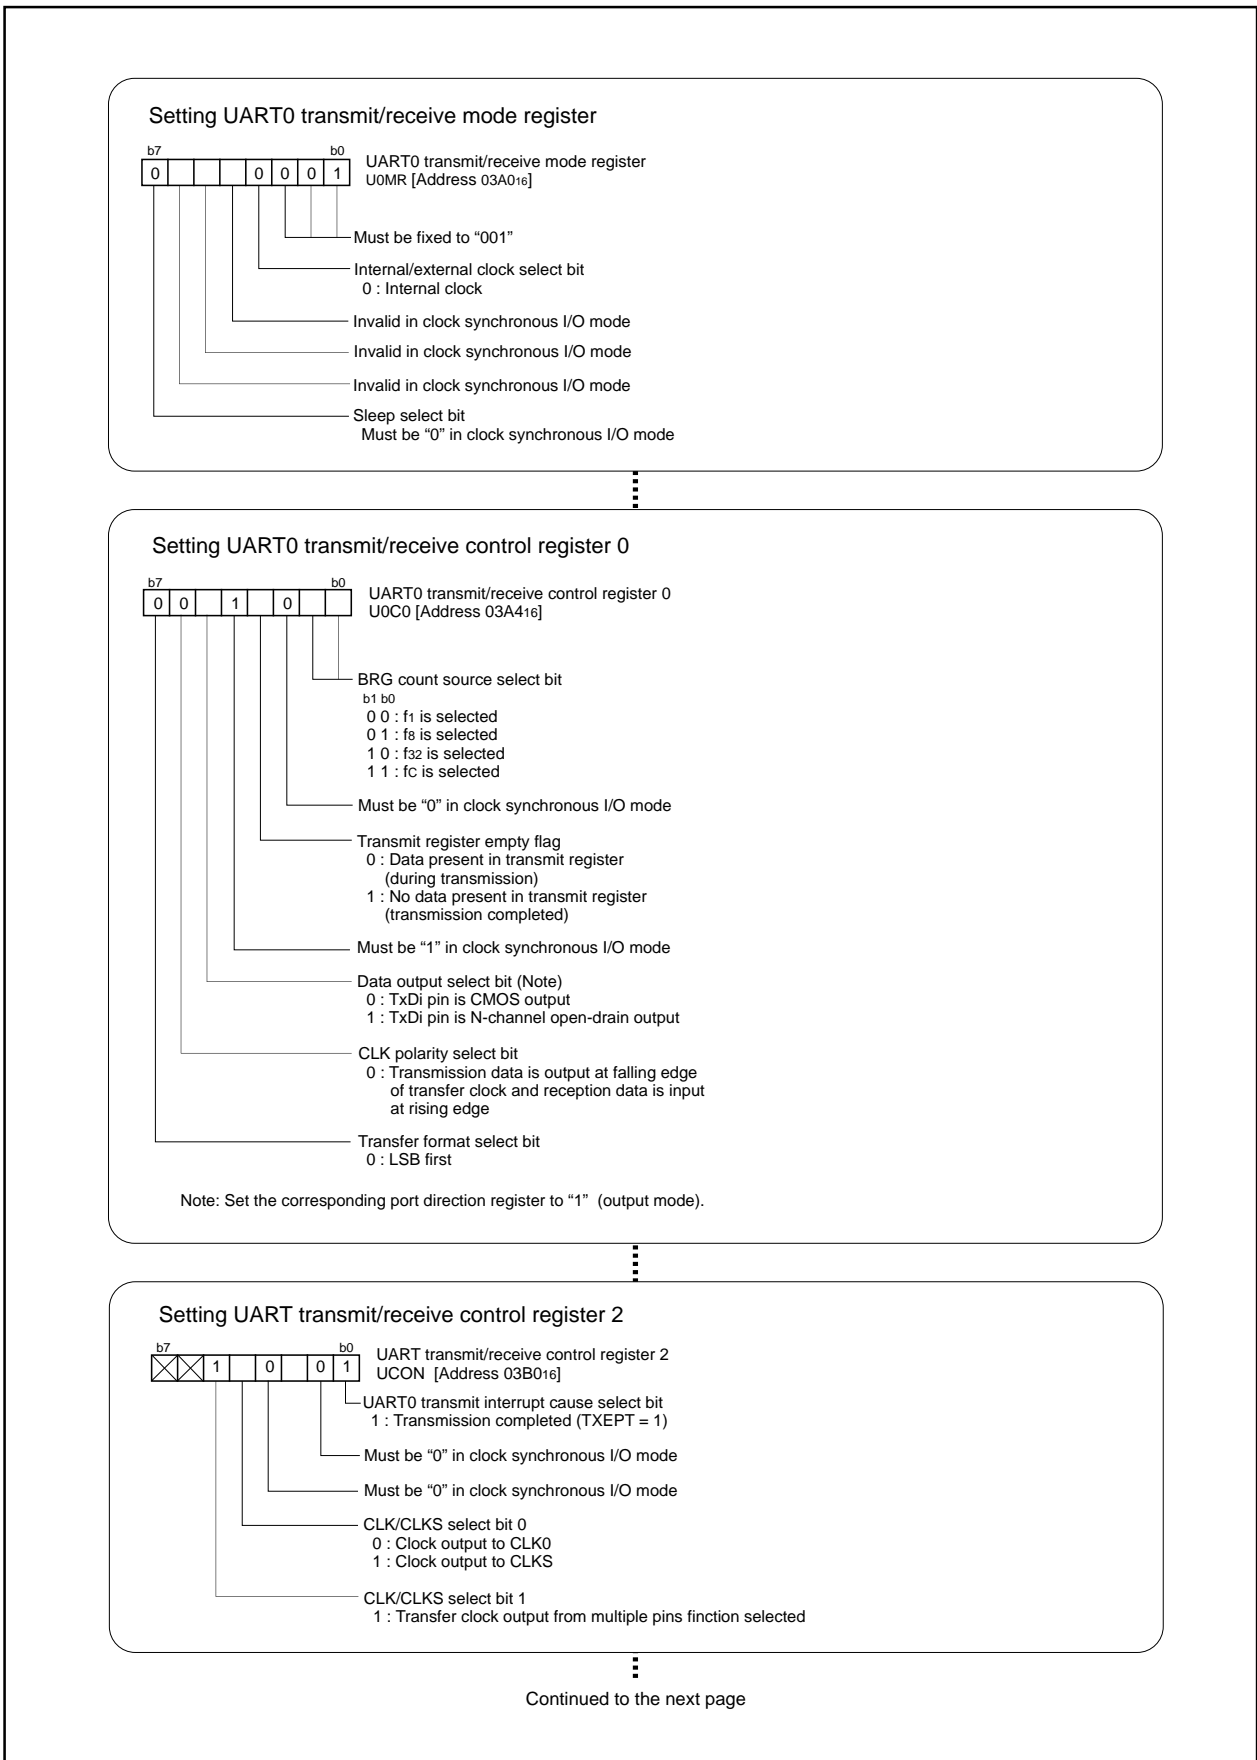 Setting UART0 transmit/receive mode register
b7 b0
0 0 0 0 1
UART0 transmit/receive mode register
U0MR [Address 03A016]
Must be fixed to “001”
Internal/external clock select bit
0 : Internal clock
Invalid in clock synchronous I/O mode
Invalid in clock synchronous I/O mode
Invalid in clock synchronous I/O mode
Sleep select bit
Must be “0” in clock synchronous I/O mode
Setting UART0 transmit/receive control register 0
b7 b0
0 0 1 0
UART0 transmit/receive control register 0
U0C0 [Address 03A416]
BRG count source select bit
b1 b0
0 0 : f1 is selected
0 1 : f8 is selected
1 0 : f32 is selected
1 1 : fC is selected
Must be “0” in clock synchronous I/O mode
Transmit register empty flag
0 : Data present in transmit register
(during transmission)
1 : No data present in transmit register
(transmission completed)
Must be “1” in clock synchronous I/O mode
Data output select bit (Note)
0 : TxDi pin is CMOS output
1 : TxDi pin is N-channel open-drain output
CLK polarity select bit
0 : Transmission data is output at falling edge
of transfer clock and reception data is input
at rising edge
Transfer format select bit
0 : LSB first
Note: Set the corresponding port direction register to “1” (output mode).
Setting UART transmit/receive control register 2
b7 b0
1 0 0 1
UART transmit/receive control register 2
UCON [Address 03B016]
UART0 transmit interrupt cause select bit
1 : Transmission completed (TXEPT = 1)
Must be “0” in clock synchronous I/O mode
Must be “0” in clock synchronous I/O mode
CLK/CLKS select bit 0
0 : Clock output to CLK0
1 : Clock output to CLKS
CLK/CLKS select bit 1
1 : Transfer clock output from multiple pins finction selected
Continued to the next page